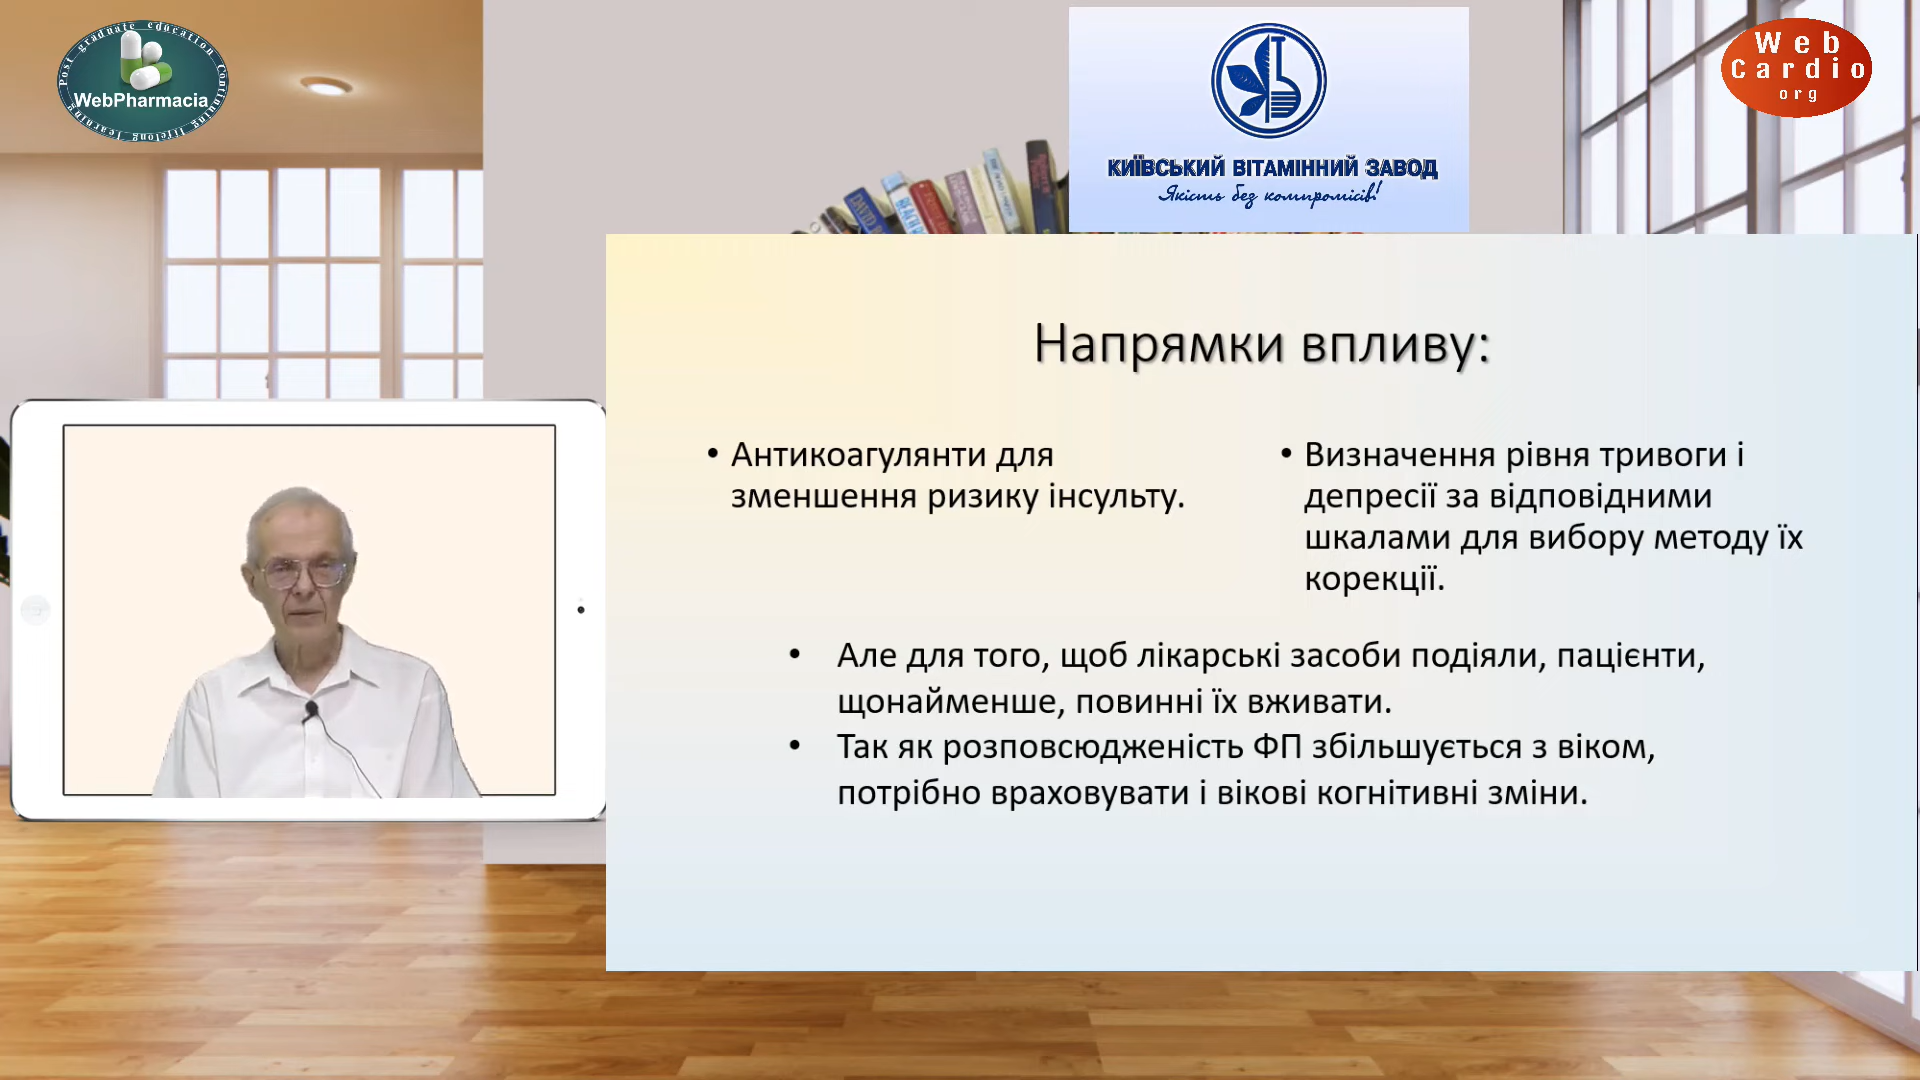 Post graduate education Continuing lifelong learning
WebPharmacia
КИЇВСЬКИЙ ВІТАМІННИЙ ЗАВОД
Якість без компромісів!
Web
Cardio
org
Напрямки впливу:
• Антикоагулянти для
зменшення ризику інсульту.
• Визначення рівня тривоги і
депресії за відповідними
шкалами для вибору методу їх
корекції.
• Але для того, щоб лікарські засоби подіяли, пацієнти,
щонайменше, повинні їх вживати.
• Так як розповсюдженість ФП збільшується з віком,
потрібно враховувати і вікові когнітивні зміни.